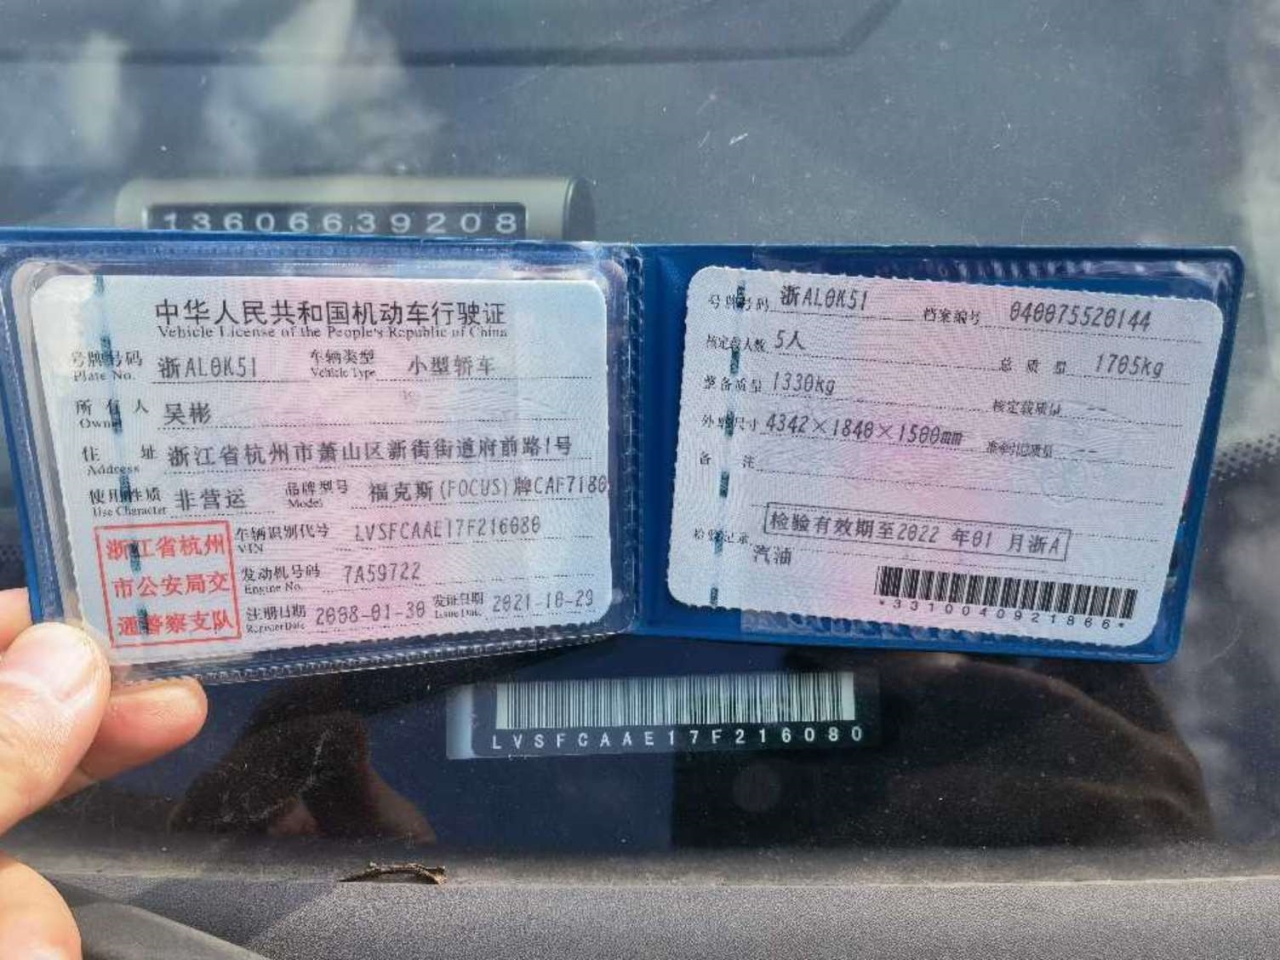 13606639208
中华人民共和国机动车行驶证
Vehicle License of the People's Republic of China
号牌号码 浙AL0K51 车辆类型 小型轿车
Plate No. Vehicle Type
所有人 吴彬
Owner
住址 浙江省杭州市萧山区新街街道府前路1号
Address
使用性质 非营运 品牌型号 福克斯(FOCUS)牌CAF7180
Use Character Model
浙江省杭州
市公安局交
通警察支队
车辆识别代号 LVSFCAAE17F216080
VIN
发动机号码 7A59722
Engine No.
注册日期 2008-01-30 发证日期 2021-10-29
Register Date Issue Date
号牌号码 浙AL0K51 档案编号 040075520144
核定载人数 5人 总质量 1705kg
整备质量 1330kg 核定载质量 --
外廓尺寸 4342×1840×1500mm 准牵引总质量 --
备注
检验有效期至2022年01月浙A
检验记录
汽油
*3310040921866*
LVSFCAAE17F216080